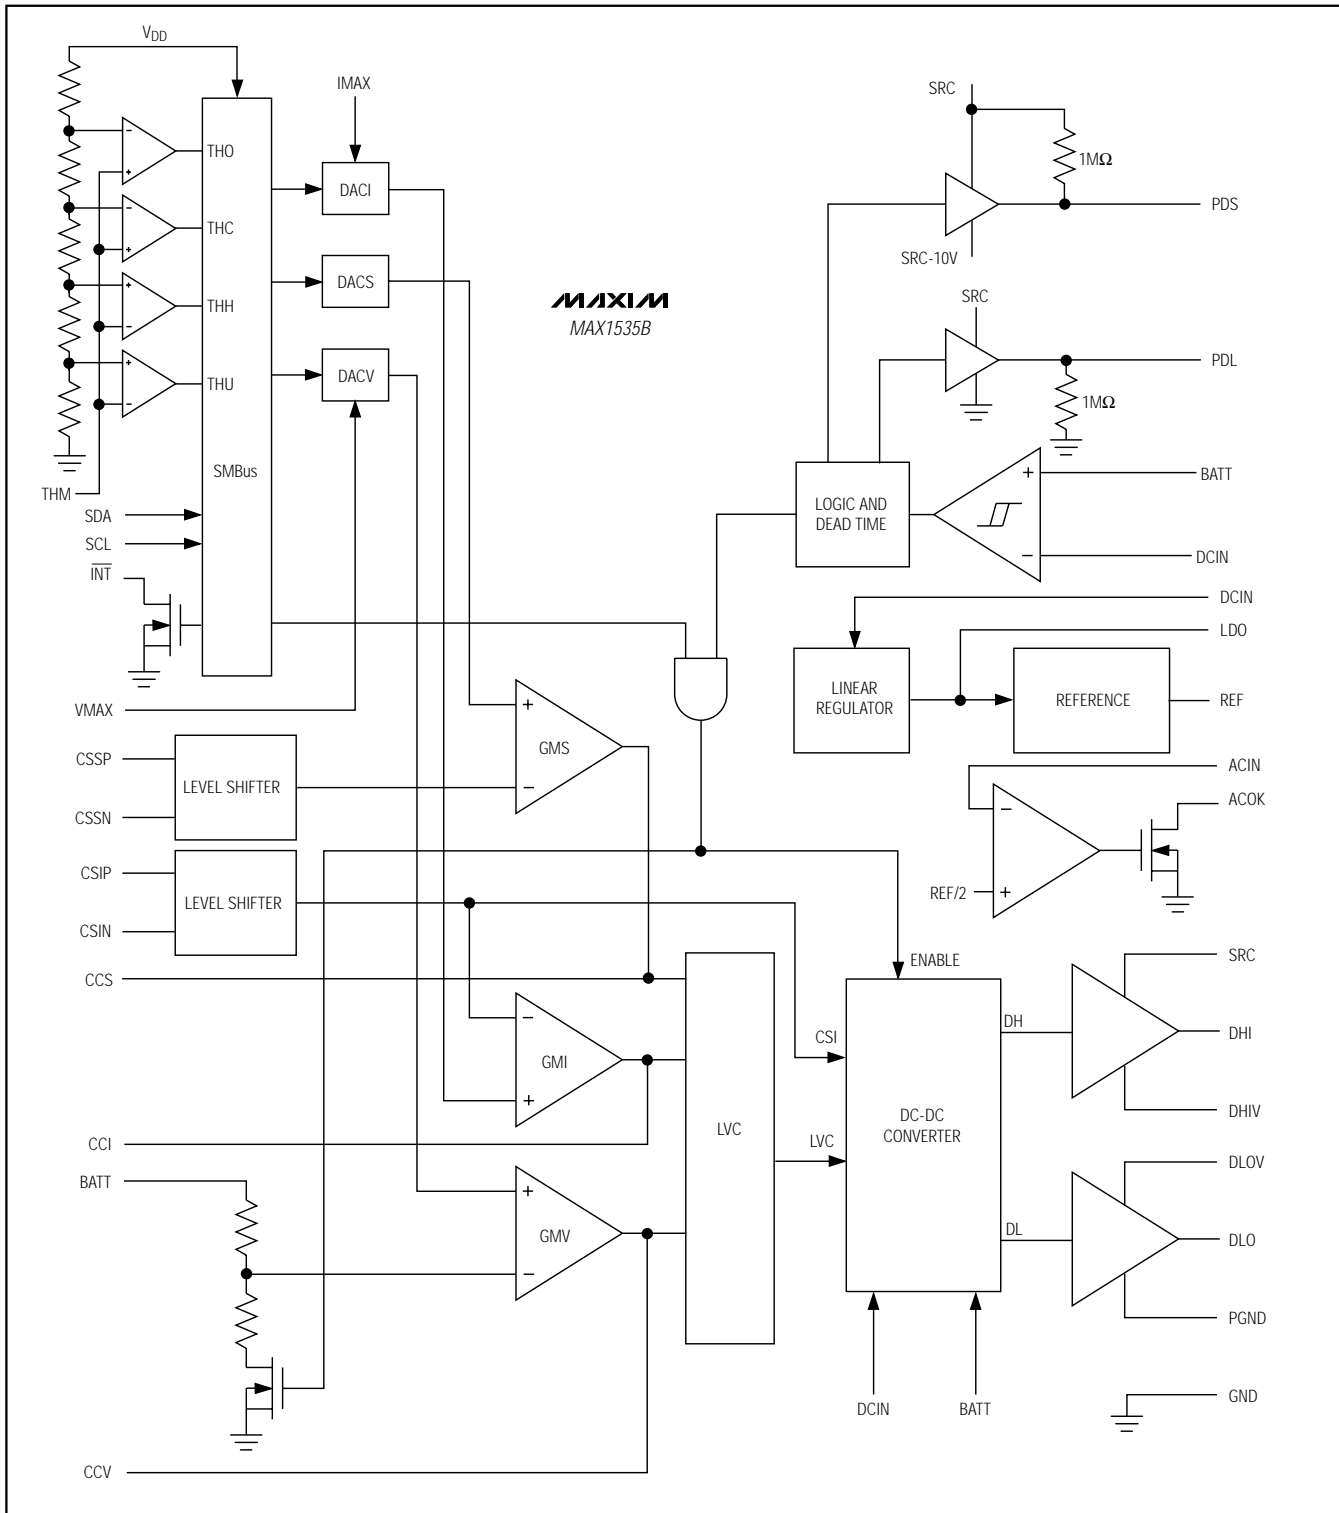 VDD
IMAX
SRC
1MΩ
THO
DACI
PDS
THC
SRC-10V
DACS
THH
MAXIM
MAX1535B
SRC
PDL
DACV
THU
1MΩ
SMBus
BATT
THM
LOGIC AND
DEAD TIME
SDA
SCL
DCIN
INT
DCIN
LDO
LINEAR
REGULATOR
REFERENCE
REF
VMAX
GMS
CSSP
LEVEL SHIFTER
CSSN
ACIN
ACOK
CSIP
LEVEL SHIFTER
CSIN
REF/2
CCS
ENABLE
SRC
DH
DHI
CSI
GMI
DHIV
DC-DC
CONVERTER
LVC
LVC
CCI
BATT
DLOV
DL
DLO
GMV
PGND
DCIN
BATT
GND
CCV
+
-